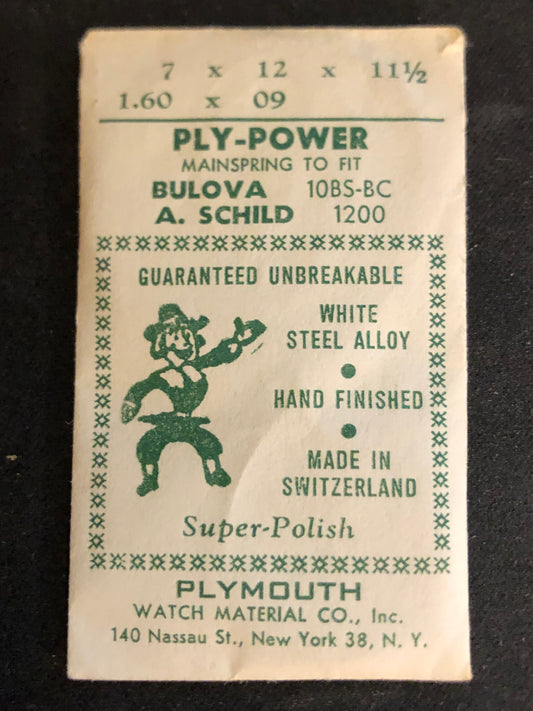 7 x 12 x 11½
1.60 x 09
PLY-POWER
MAINSPRING TO FIT
BULOVA 10BS-BC
A. SCHILD 1200
GUARANTEED UNBREAKABLE
WHITE
STEEL ALLOY
●
HAND FINISHED
●
MADE IN
SWITZERLAND
Super-Polish
PLYMOUTH
WATCH MATERIAL CO., Inc.
140 Nassau St., New York 38, N. Y.